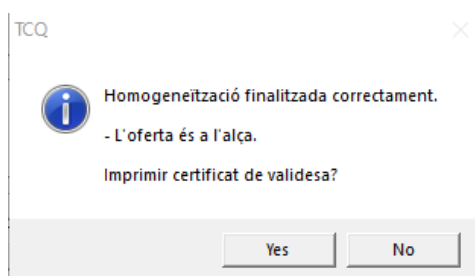 TCQ
Homogeneïtzació finalitzada correctament.
- L'oferta és a l'alça.
Imprimir certificat de validesa?
Yes
No